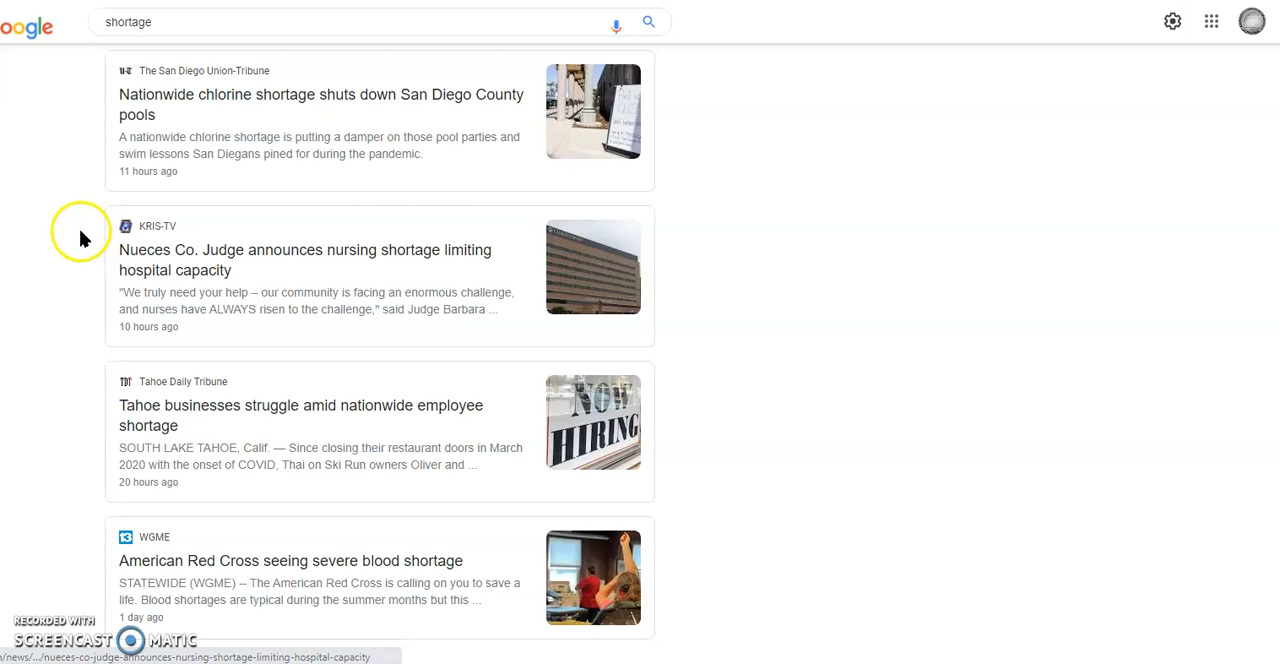 oogle
shortage
The San Diego Union-Tribune
Nationwide chlorine shortage shuts down San Diego County
pools
A nationwide chlorine shortage is putting a damper on those pool parties and
swim lessons San Diegans pined for during the pandemic.
11 hours ago
KRIS-TV
Nueces Co. Judge announces nursing shortage limiting
hospital capacity
"We truly need your help – our community is facing an enormous challenge,
and nurses have ALWAYS risen to the challenge," said Judge Barbara ...
10 hours ago
TDT Tahoe Daily Tribune
Tahoe businesses struggle amid nationwide employee
shortage
SOUTH LAKE TAHOE, Calif. — Since closing their restaurant doors in March
2020 with the onset of COVID, Thai on Ski Run owners Oliver and ...
20 hours ago
NOW
HIRING
13 WGME
American Red Cross seeing severe blood shortage
STATEWIDE (WGME) -- The American Red Cross is calling on you to save a
life. Blood shortages are typical during the summer months but this ...
1 day ago
RECORDED WITH
SCREENCAST MATIC
/news/.../nueces-co-judge-announces-nursing-shortage-limiting-hospital-capacity